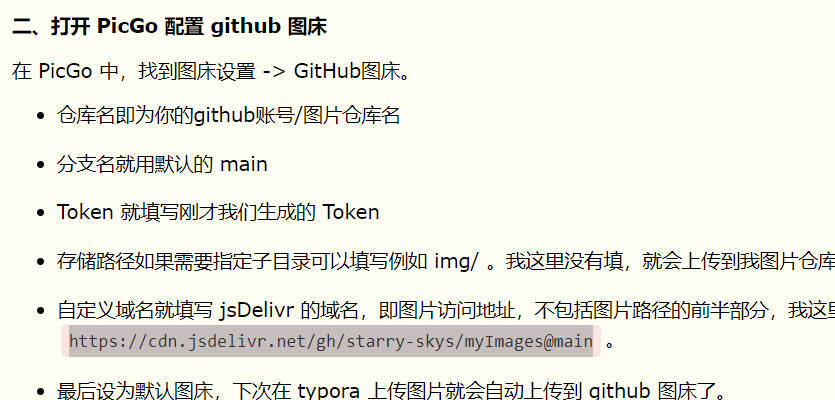 二、打开 PicGo 配置 github 图床
在 PicGo 中，找到图床设置 -> GitHub图床。
仓库名即为你的github账号/图片仓库名
分支名就用默认的 main
Token 就填写刚才我们生成的 Token
存储路径如果需要指定子目录可以填写例如 img/ 。我这里没有填，就会上传到我图片仓库
自定义域名就填写 jsDelivr 的域名，即图片访问地址，不包括图片路径的前半部分，我这里
https://cdn.jsdelivr.net/gh/starry-skys/myImages@main 。
最后设为默认图床，下次在 typora 上传图片就会自动上传到 github 图床了。